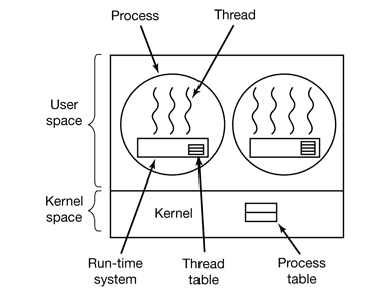 Process
Thread
User
space
Kernel
space
Kernel
Run-time
system
Thread
table
Process
table